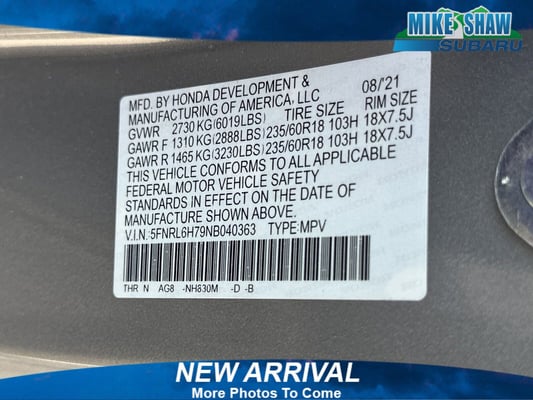 MIKE SHAW
SUBARU
MFD. BY HONDA DEVELOPMENT & 08/'21
MANUFACTURING OF AMERICA, LLC
GVWR 2730 KG(6019LBS) TIRE SIZE RIM SIZE
GAWR F 1310 KG(2888LBS) 235/60R18 103H 18X7.5J
GAWR R 1465 KG(3230LBS) 235/60R18 103H 18X7.5J
THIS VEHICLE CONFORMS TO ALL APPLICABLE
FEDERAL MOTOR VEHICLE SAFETY
STANDARDS IN EFFECT ON THE DATE OF
MANUFACTURE SHOWN ABOVE.
V.I.N.:5FNRL6H79NB040363 TYPE:MPV
THR N AG8 -NH830M -D -B
NEW ARRIVAL
More Photos To Come